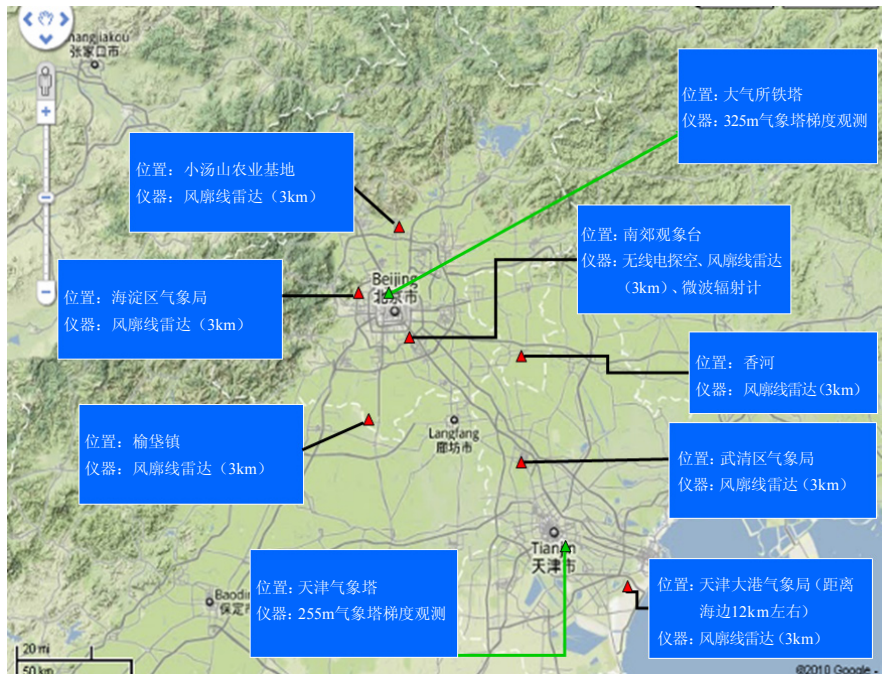 hangjiakou
张家口市
位置：大气所铁塔
仪器：325m气象塔梯度观测
位置：小汤山农业基地
仪器：风廓线雷达（3km）
位置：南郊观象台
仪器：无线电探空、风廓线雷达
（3km）、微波辐射计
位置：海淀区气象局
仪器：风廓线雷达（3km）
Beijing
北京市
位置：香河
仪器：风廓线雷达（3km）
位置：榆垡镇
仪器：风廓线雷达（3km）
Langfang
廊坊市
位置：武清区气象局
仪器：风廓线雷达（3km）
Tianjin
天津市
位置：天津气象塔
仪器：255m气象塔梯度观测
位置：天津大港气象局（距离
海边12km左右）
仪器：风廓线雷达（3km）
Baodin
保定市
20 mi
50 km
©2010 Google -